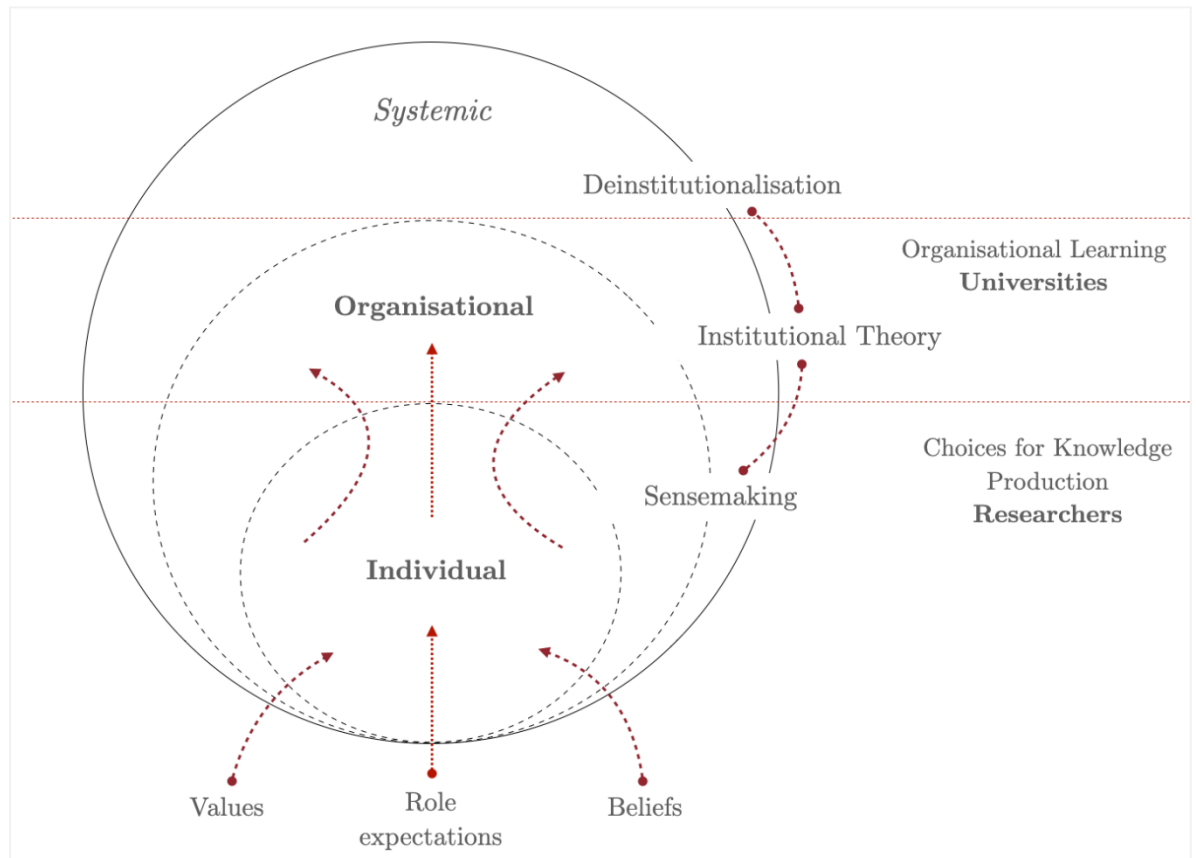 Systemic
Deinstitutionalisation
Organisational Learning
Universities
Organisational
Institutional Theory
Choices for Knowledge
Production
Researchers
Sensemaking
Individual
Values
Role
expectations
Beliefs